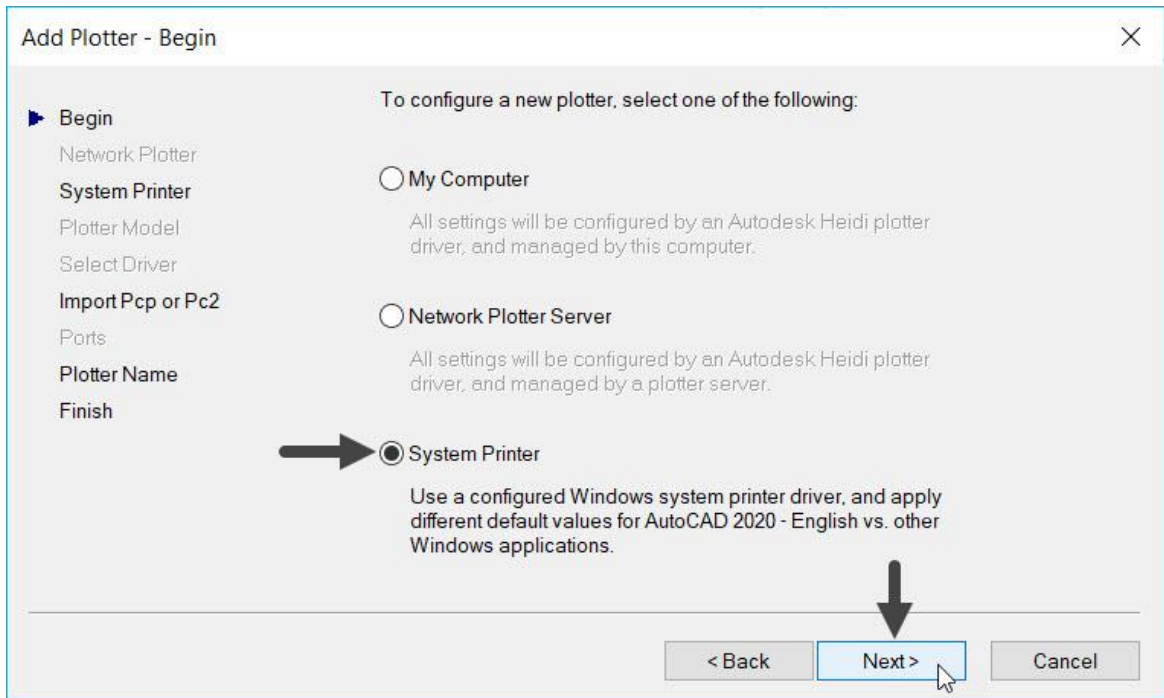 Add Plotter - Begin
Begin
Network Plotter
System Printer
Plotter Model
Select Driver
Import Pcp or Pc2
Ports
Plotter Name
Finish
To configure a new plotter, select one of the following:
My Computer
All settings will be configured by an Autodesk Heidi plotter
driver, and managed by this computer.
Network Plotter Server
All settings will be configured by an Autodesk Heidi plotter
driver, and managed by a plotter server.
System Printer
Use a configured Windows system printer driver, and apply
different default values for AutoCAD 2020 - English vs. other
Windows applications.
< Back
Next >
Cancel